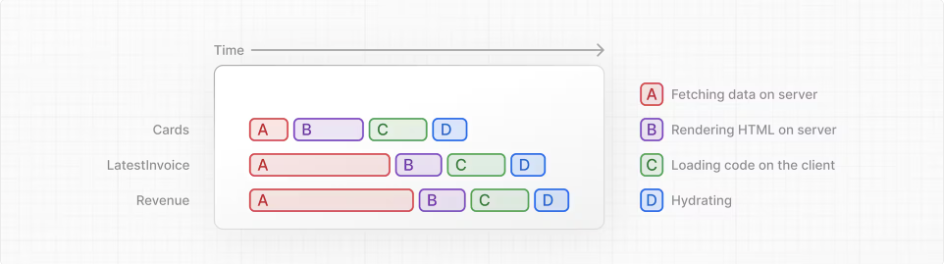 Time
A Fetching data on server
Cards A B C D B Rendering HTML on server
LatestInvoice A B C D C Loading code on the client
Revenue A B C D D Hydrating